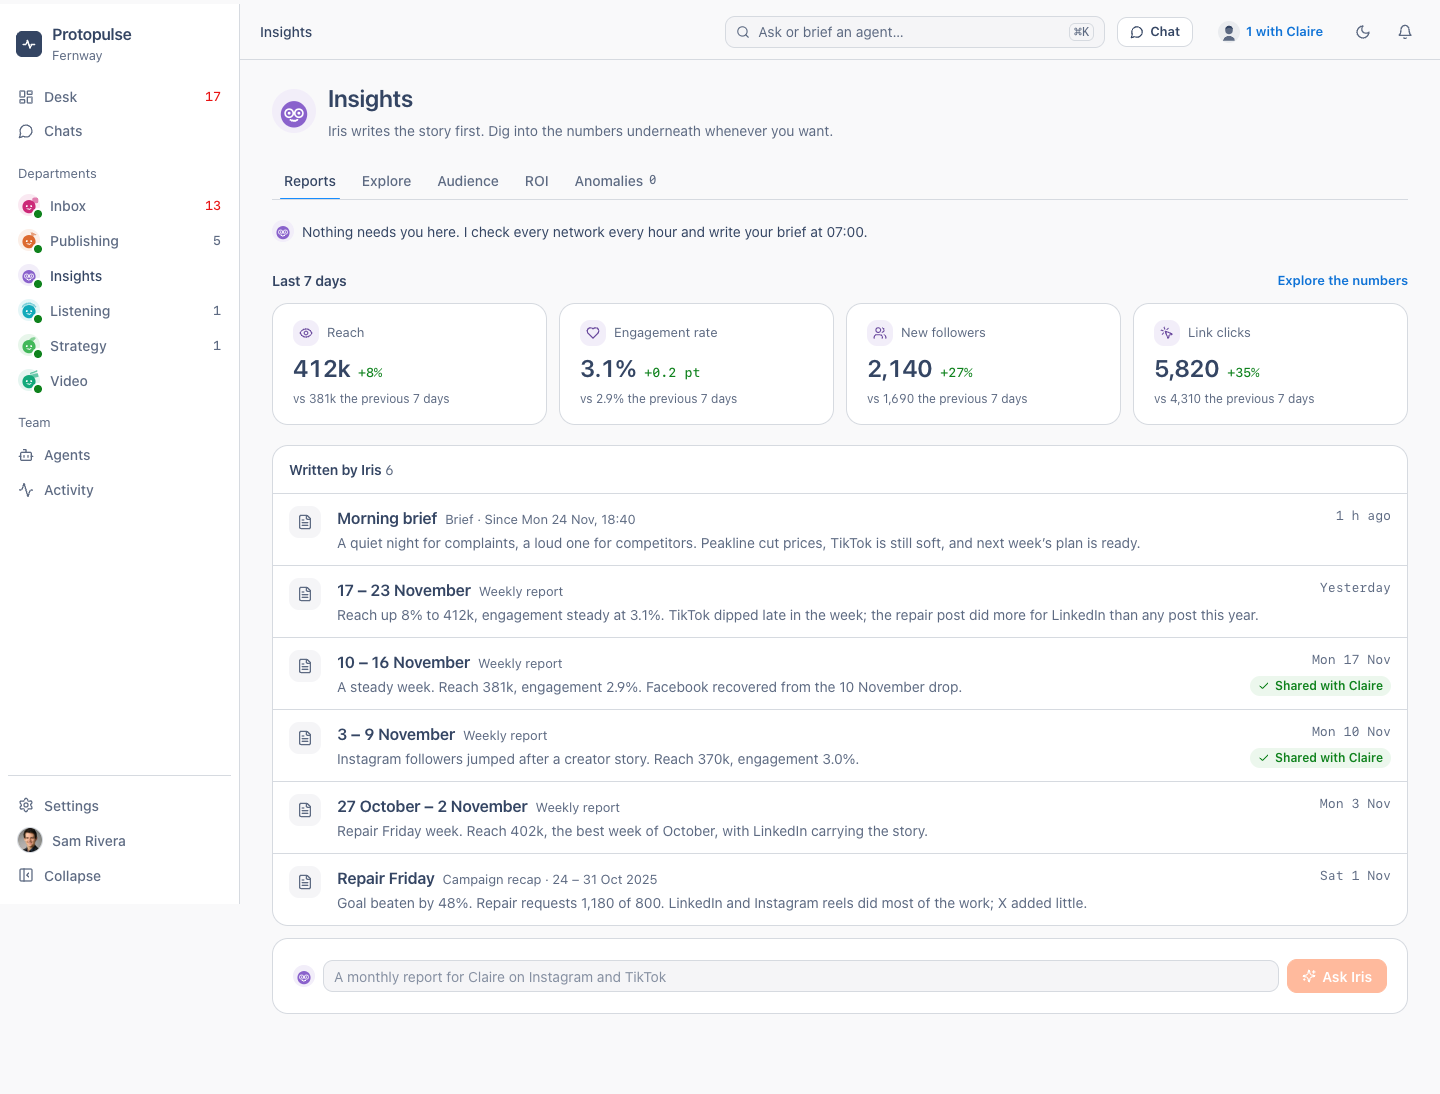 Protopulse
Fernway
Desk 17
Chats
Departments
Inbox 13
Publishing 5
Insights
Listening 1
Strategy 1
Video
Team
Agents
Activity
Settings
Sam Rivera
Collapse
Insights
Ask or brief an agent... ⌘K
Chat
1 with Claire
Insights
Iris writes the story first. Dig into the numbers underneath whenever you want.
Reports Explore Audience ROI Anomalies 0
Nothing needs you here. I check every network every hour and write your brief at 07:00.
Last 7 days Explore the numbers
Reach
412k +8%
vs 381k the previous 7 days
Engagement rate
3.1% +0.2 pt
vs 2.9% the previous 7 days
New followers
2,140 +27%
vs 1,690 the previous 7 days
Link clicks
5,820 +35%
vs 4,310 the previous 7 days
Written by Iris 6
Morning brief Brief · Since Mon 24 Nov, 18:40 1 h ago
A quiet night for complaints, a loud one for competitors. Peakline cut prices, TikTok is still soft, and next week's plan is ready.
17 – 23 November Weekly report Yesterday
Reach up 8% to 412k, engagement steady at 3.1%. TikTok dipped late in the week; the repair post did more for LinkedIn than any post this year.
10 – 16 November Weekly report Mon 17 Nov
A steady week. Reach 381k, engagement 2.9%. Facebook recovered from the 10 November drop. Shared with Claire
3 – 9 November Weekly report Mon 10 Nov
Instagram followers jumped after a creator story. Reach 370k, engagement 3.0%. Shared with Claire
27 October – 2 November Weekly report Mon 3 Nov
Repair Friday week. Reach 402k, the best week of October, with LinkedIn carrying the story.
Repair Friday Campaign recap · 24 – 31 Oct 2025 Sat 1 Nov
Goal beaten by 48%. Repair requests 1,180 of 800. LinkedIn and Instagram reels did most of the work; X added little.
A monthly report for Claire on Instagram and TikTok Ask Iris